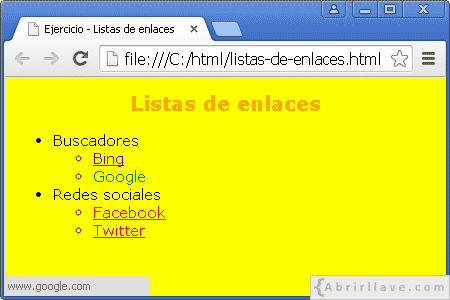 Ejercicio - Listas de enlaces
file:///C:/html/listas-de-enlaces.html
Listas de enlaces
Buscadores
Bing
Google
Redes sociales
Facebook
Twitter
www.google.com
{Abrirllave.com